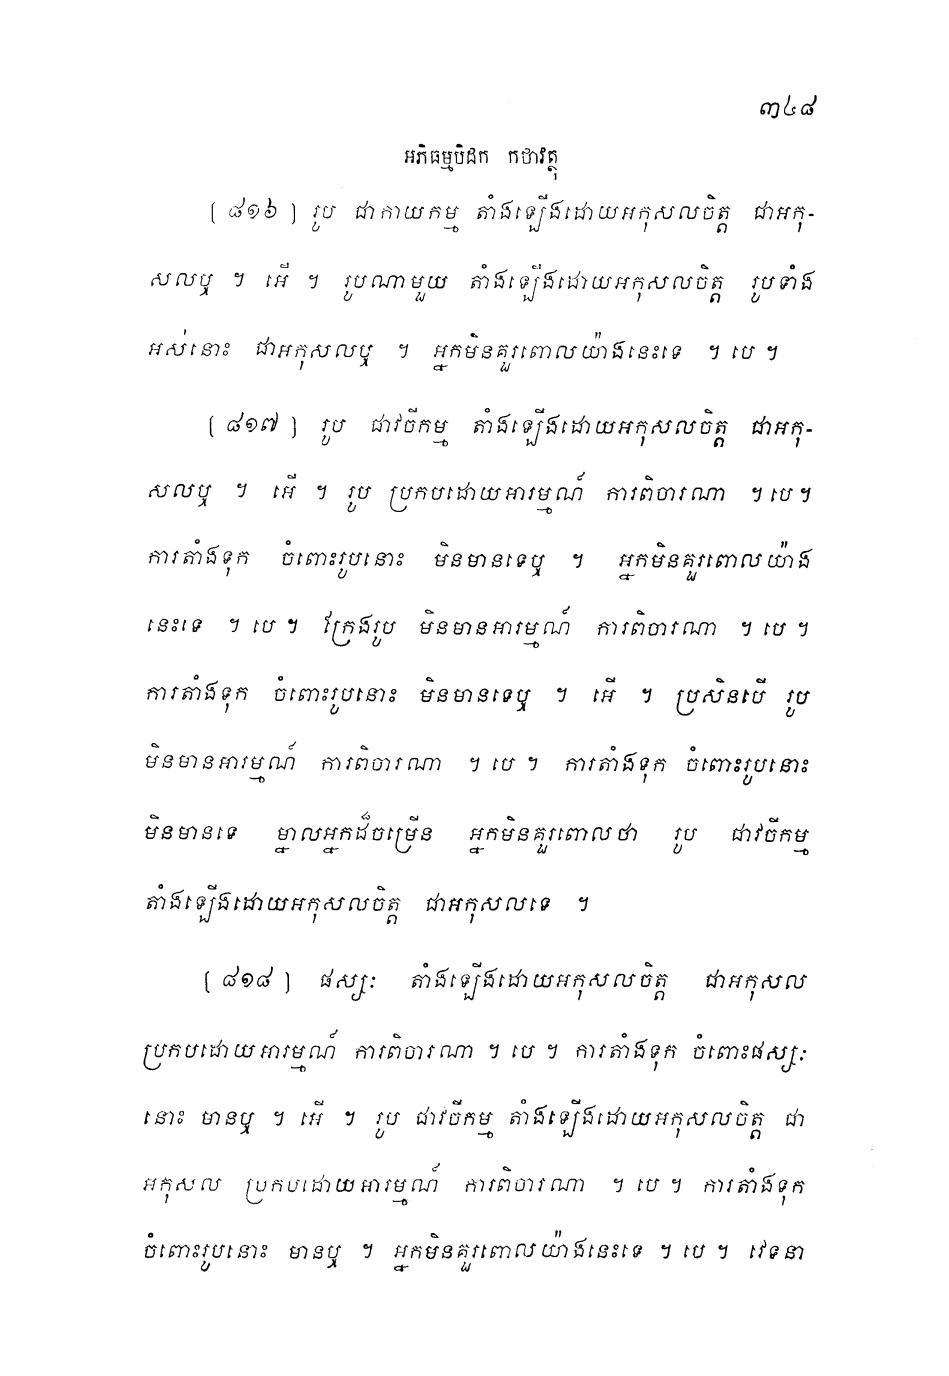 ៣៤៨
អភិធម្មបិដក កថាវត្ថុ
[ ៨១៦ ] រូប ជាកាយកម្ម តាំងឡើងដោយអកុសលចិត្ត ជាអកុ-
សលឬ ។ អើ ។ រូបណាមួយ តាំងឡើងដោយអកុសលចិត្ត រូបទាំង
អស់នោះ ជាអកុសលឬ ។ អ្នកមិនគួរពោលយ៉ាងនេះទេ ។ បេ ។
[ ៨១៧ ] រូប ជាវចីកម្ម តាំងឡើងដោយអកុសលចិត្ត ជាអកុ-
សលឬ ។ អើ ។ រូប ប្រកបដោយអារម្មណ៍ ការពិចារណា ។ បេ ។
ការតាំងទុក ចំពោះរូបនោះ មិនមានទេឬ ។ អ្នកមិនគួរពោលយ៉ាង
នេះទេ ។ បេ ។ ក្រែងរូប មិនមានអារម្មណ៍ ការពិចារណា ។ បេ ។
ការតាំងទុក ចំពោះរូបនោះ មិនមានទេឬ ។ អើ ។ ប្រសិនបើ រូប
មិនមានអារម្មណ៍ ការពិចារណា ។ បេ ។ ការតាំងទុក ចំពោះរូបនោះ
មិនមានទេ ម្នាលអ្នកដ៏ចម្រើន អ្នកមិនគួរពោលថា រូប ជាវចីកម្ម
តាំងឡើងដោយអកុសលចិត្ត ជាអកុសលទេ ។
[ ៨១៨ ] ផស្សៈ តាំងឡើងដោយអកុសលចិត្ត ជាអកុសល
ប្រកបដោយអារម្មណ៍ ការពិចារណា ។ បេ ។ ការតាំងទុក ចំពោះផស្សៈ
នោះ មានឬ ។ អើ ។ រូប ជាវចីកម្ម តាំងឡើងដោយអកុសលចិត្ត ជា
អកុសល ប្រកបដោយអារម្មណ៍ ការពិចារណា ។ បេ ។ ការតាំងទុក
ចំពោះរូបនោះ មានឬ ។ អ្នកមិនគួរពោលយ៉ាងនេះទេ ។ បេ ។ វេទនា